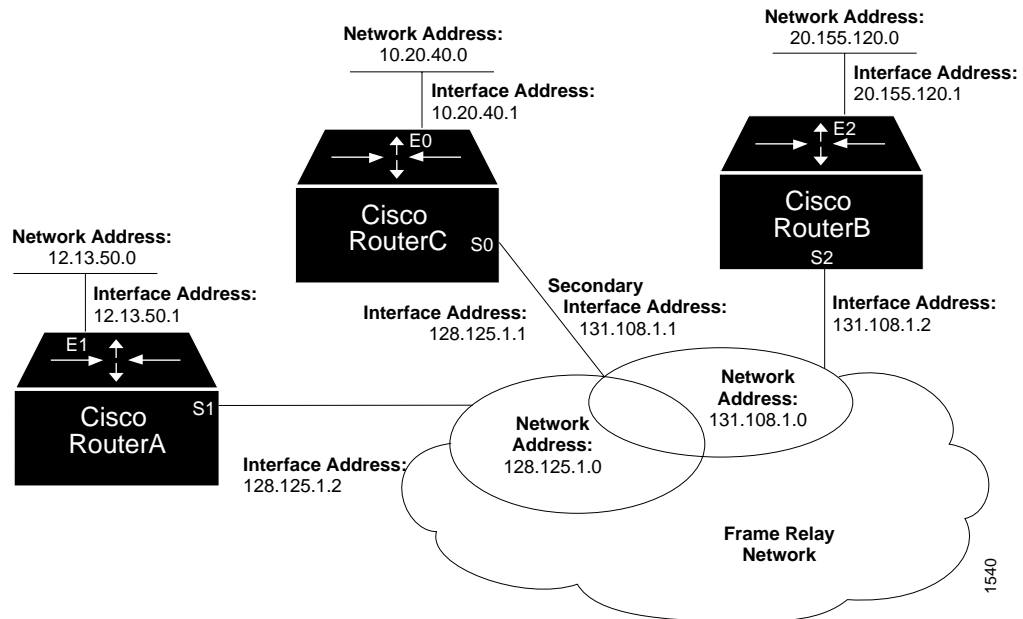 Network Address:
10.20.40.0
Interface Address:
10.20.40.1
E0
Cisco
RouterC
S0
Network Address:
20.155.120.0
Interface Address:
20.155.120.1
E2
Cisco
RouterB
S2
Network Address:
12.13.50.0
Interface Address:
12.13.50.1
E1
Cisco
RouterA
S1
Interface Address:
128.125.1.1
Secondary
Interface Address:
131.108.1.1
Interface Address:
131.108.1.2
Interface Address:
128.125.1.2
Network
Address:
128.125.1.0
Network
Address:
131.108.1.0
Frame Relay
Network
1540